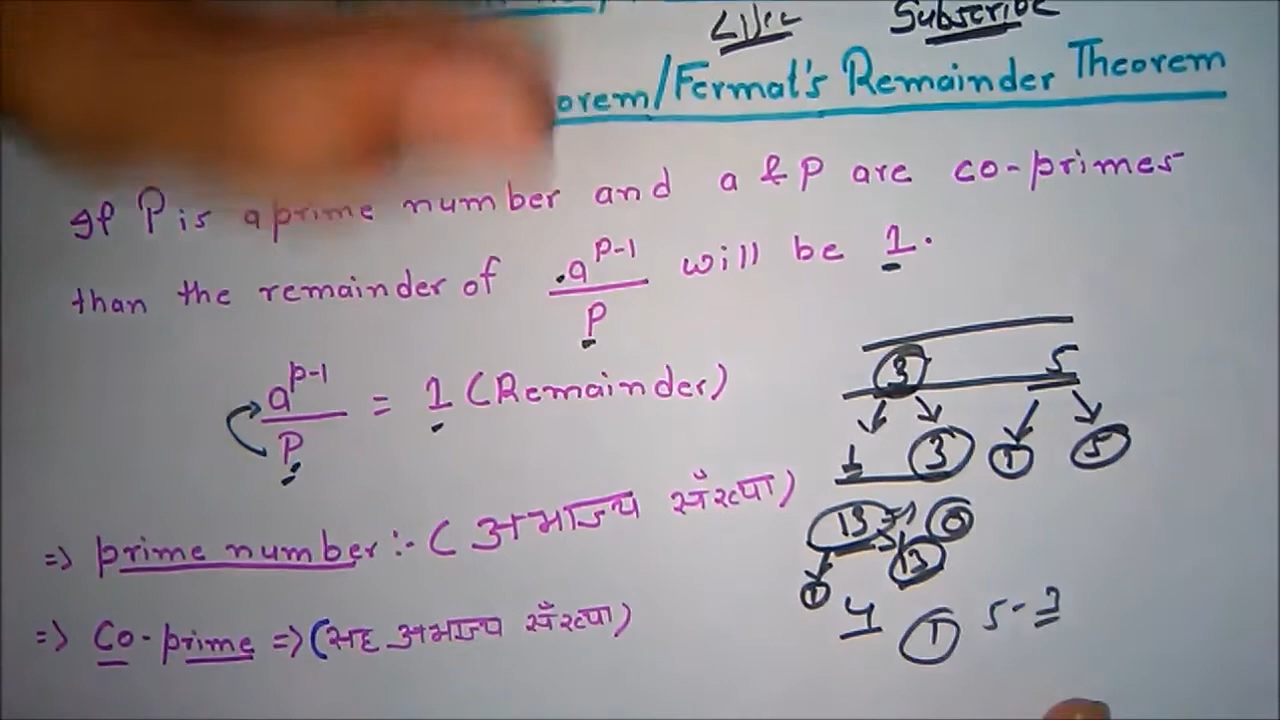 Like Subscribe
orem/Fermat's Remainder Theorem
If P is a prime number and a & P are co-primes
than the remainder of a^{P-1}/P will be 1.
a^{P-1}/P = 1 (Remainder)
3 5
1 3 1 5
=> prime number :- (अभाज्य सँख्या)
13
1 13
=> Co-prime => (सह अभाज्य सँख्या)
4 1 5-3